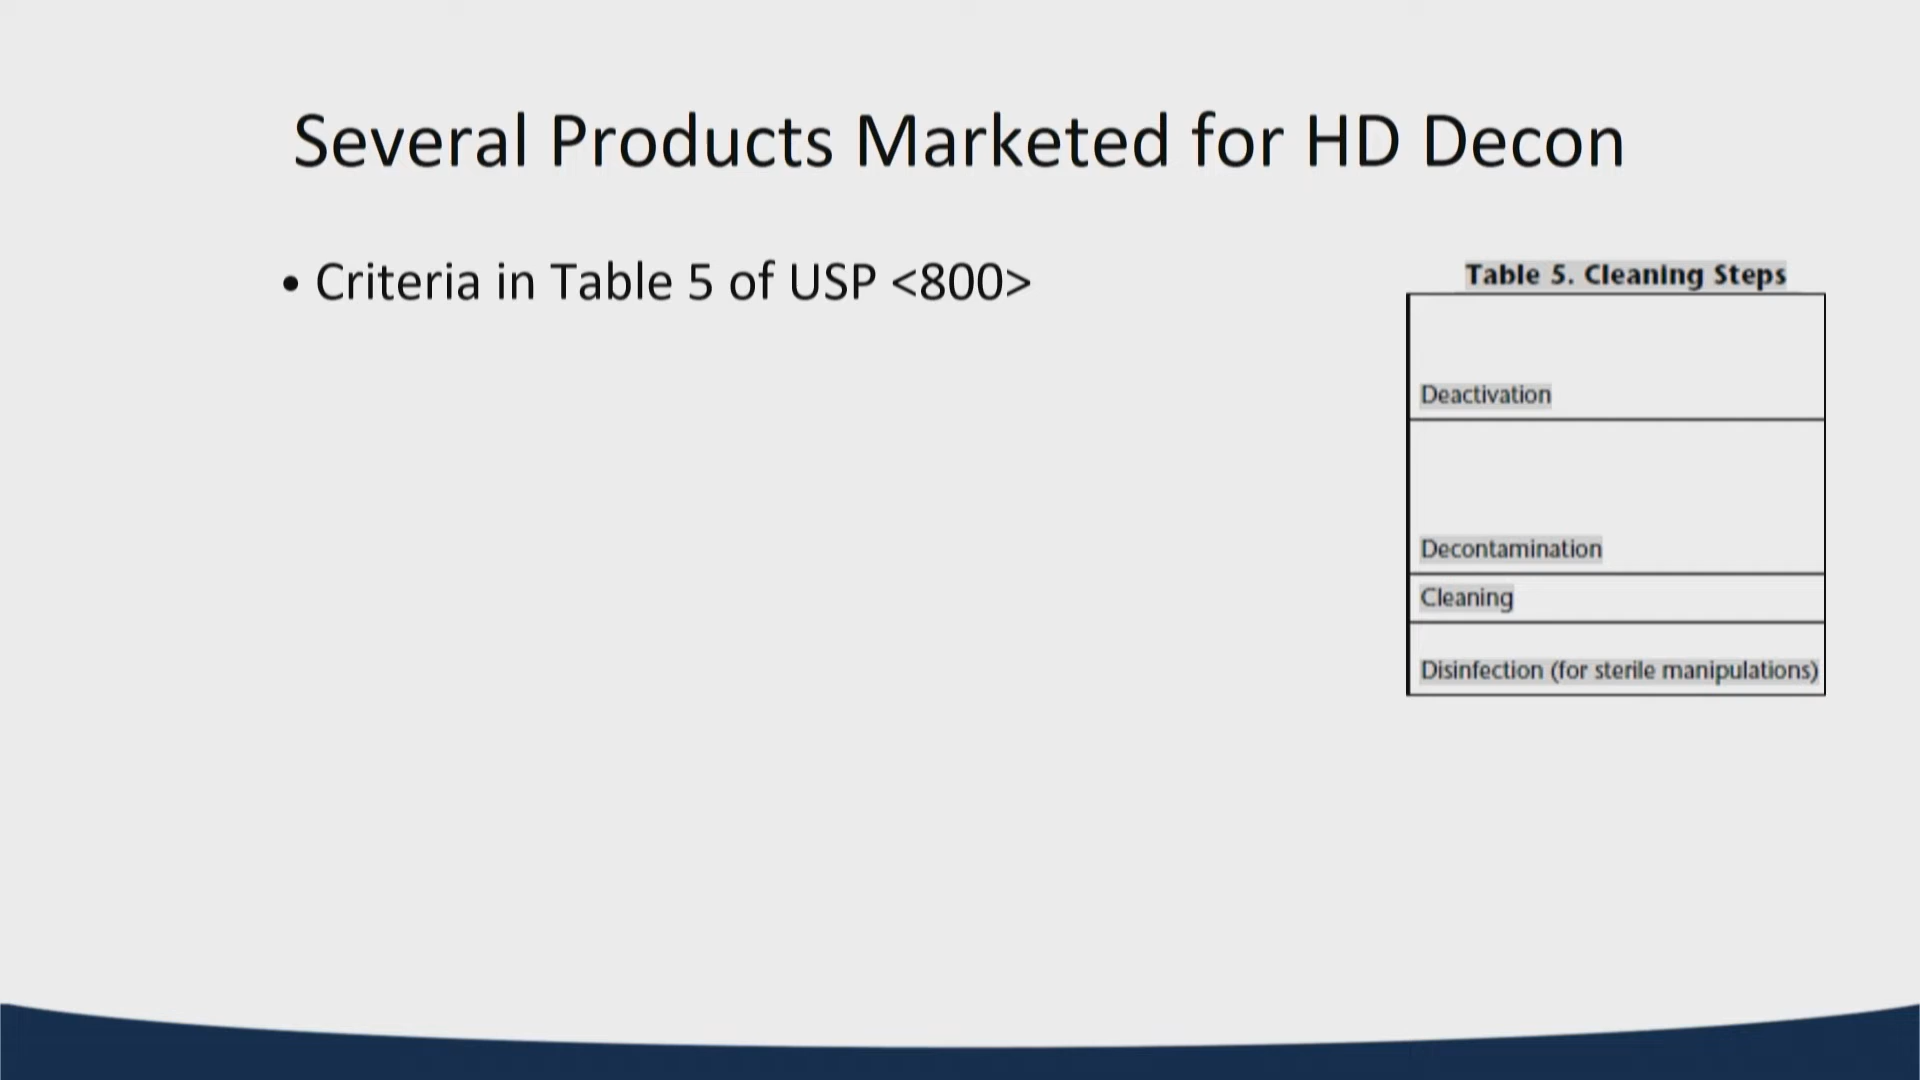 Several Products Marketed for HD Decon
• Criteria in Table 5 of USP <800>
Table 5. Cleaning Steps
Deactivation
Decontamination
Cleaning
Disinfection (for sterile manipulations)